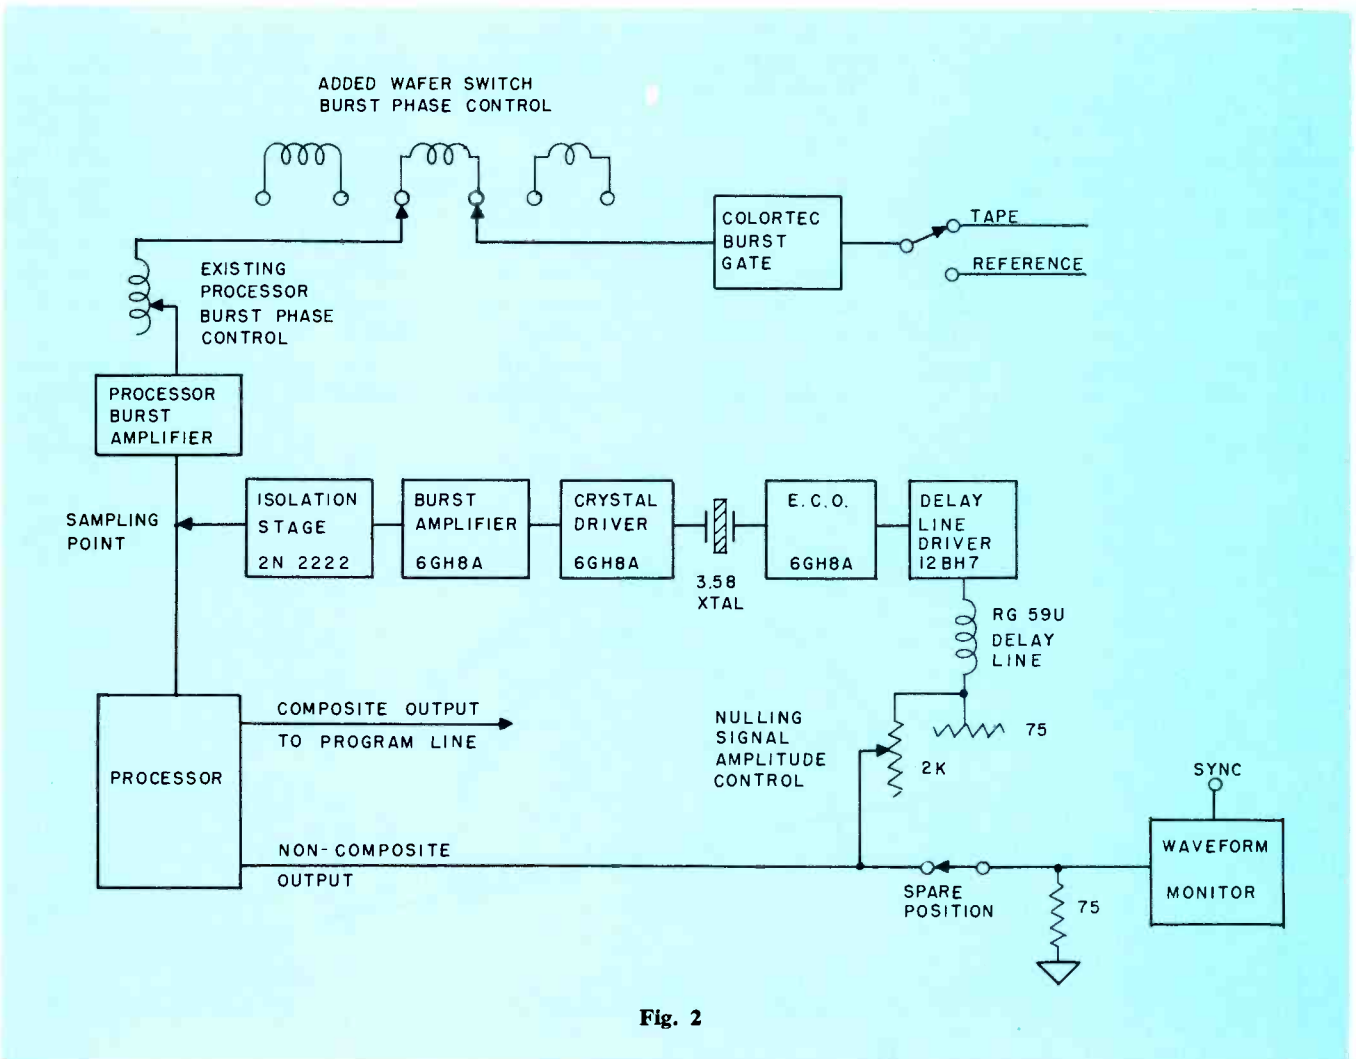 ADDED WAFER SWITCH
BURST PHASE CONTROL
COLORTEC
BURST
GATE
TAPE
REFERENCE
EXISTING
PROCESSOR
BURST PHASE
CONTROL
PROCESSOR
BURST
AMPLIFIER
SAMPLING
POINT
ISOLATION
STAGE
2N 2222
BURST
AMPLIFIER
6GH8A
CRYSTAL
DRIVER
6GH8A
3.58
XTAL
E.C.O.
6GH8A
DELAY
LINE
DRIVER
12BH7
RG 59U
DELAY
LINE
PROCESSOR
COMPOSITE OUTPUT
TO PROGRAM LINE
NULLING
SIGNAL
AMPLITUDE
CONTROL
2K
75
NON-COMPOSITE
OUTPUT
SPARE
POSITION
75
SYNC
WAVEFORM
MONITOR
Fig. 2